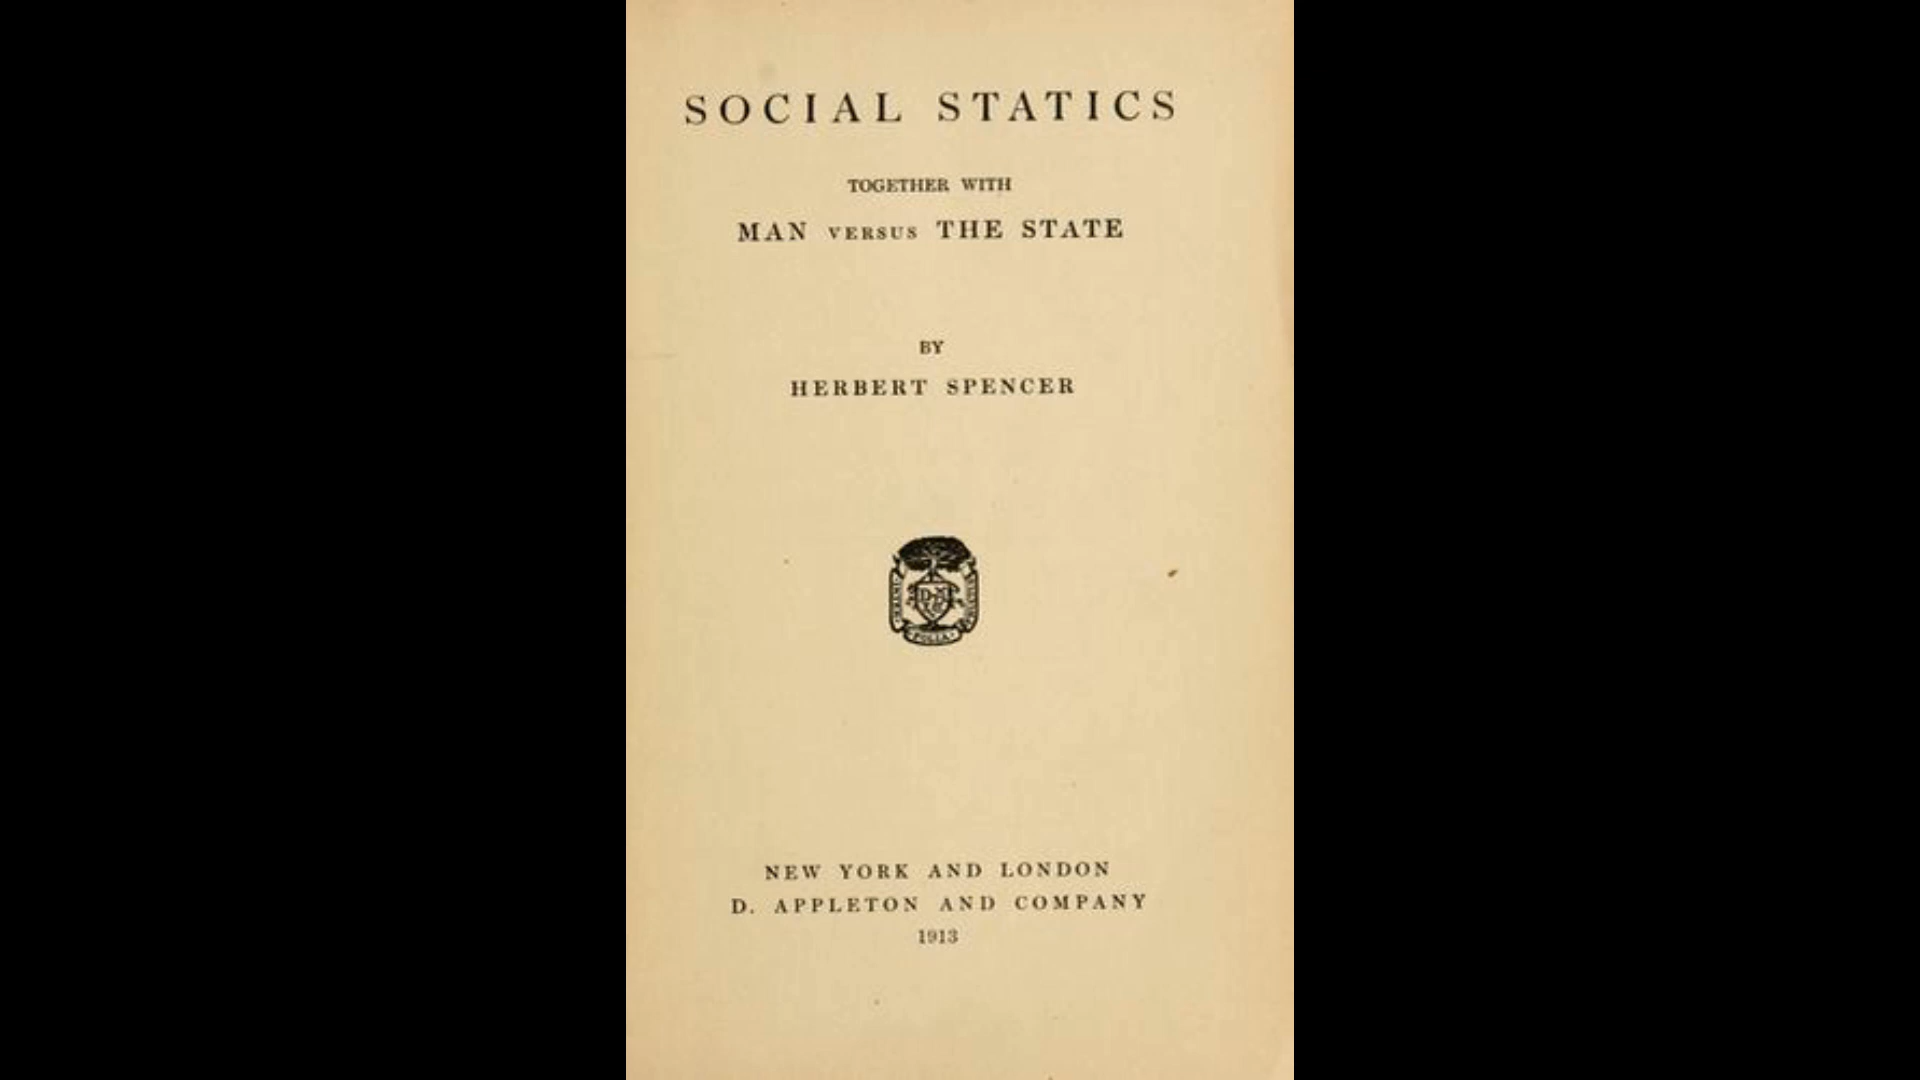 SOCIAL STATICS
TOGETHER WITH
MAN VERSUS THE STATE
BY
HERBERT SPENCER
NEW YORK AND LONDON
D. APPLETON AND COMPANY
1913